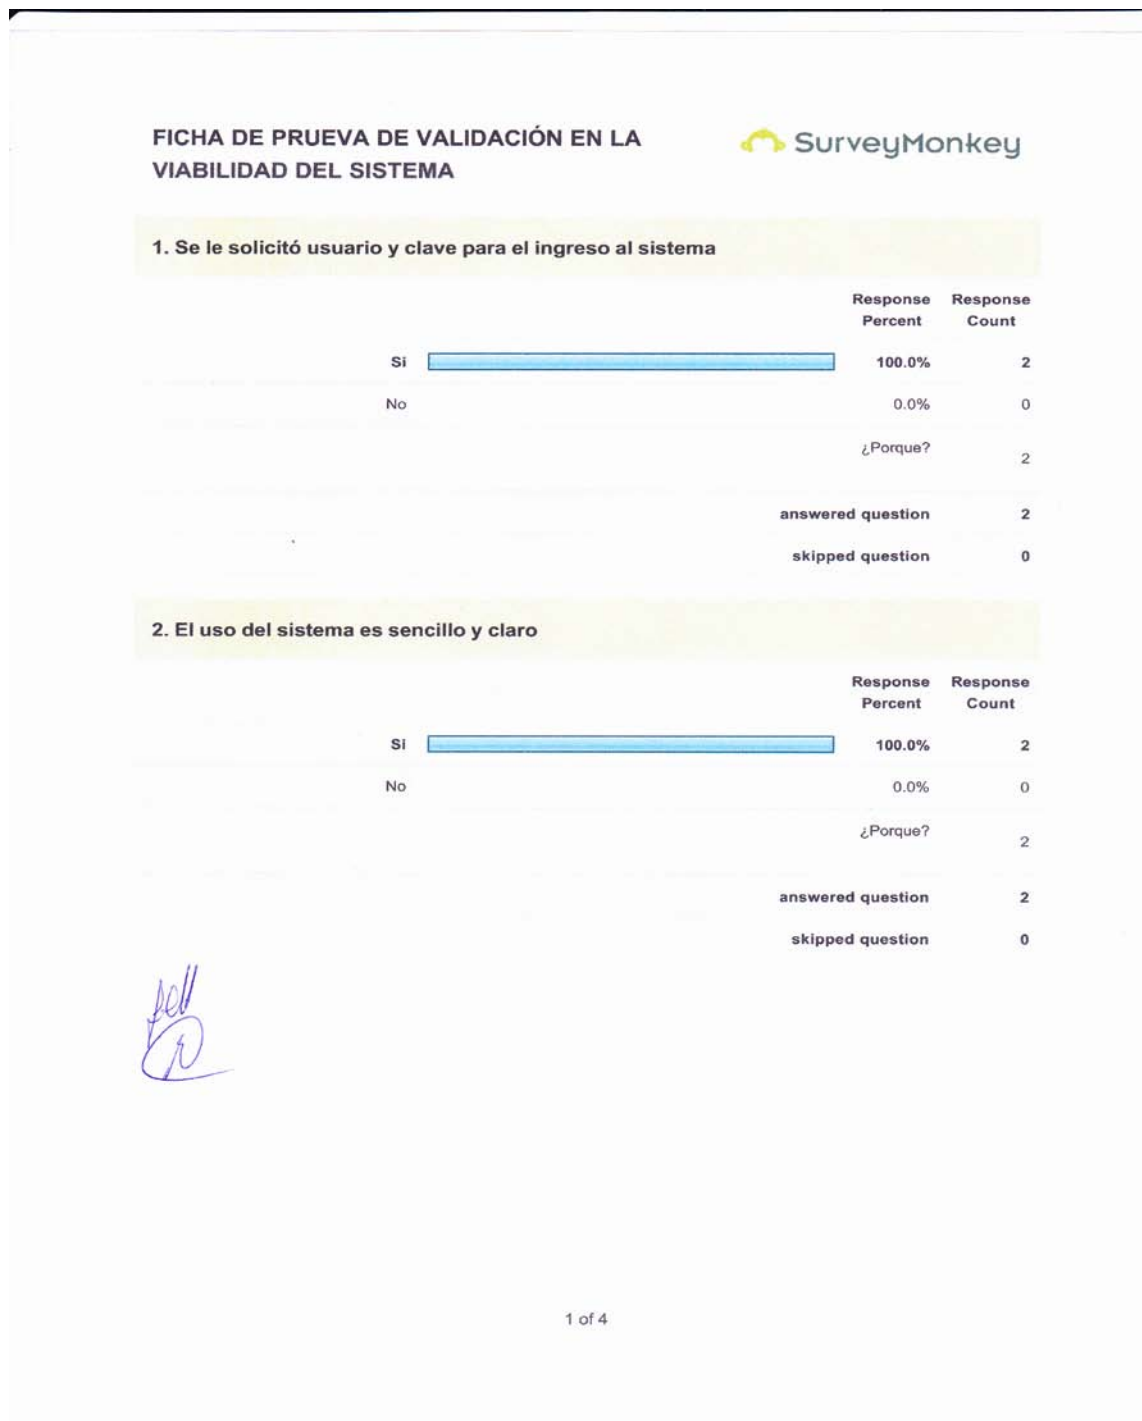 FICHA DE PRUEBA DE VALIDACIÓN EN LA
VIABILIDAD DEL SISTEMA
SurveyMonkey
1. Se le solicitó usuario y clave para el ingreso al sistema
Response Percent Response Count
Si 100.0% 2
No 0.0% 0
¿Porque? 2
answered question 2
skipped question 0
2. El uso del sistema es sencillo y claro
Response Percent Response Count
Si 100.0% 2
No 0.0% 0
¿Porque? 2
answered question 2
skipped question 0
1 of 4